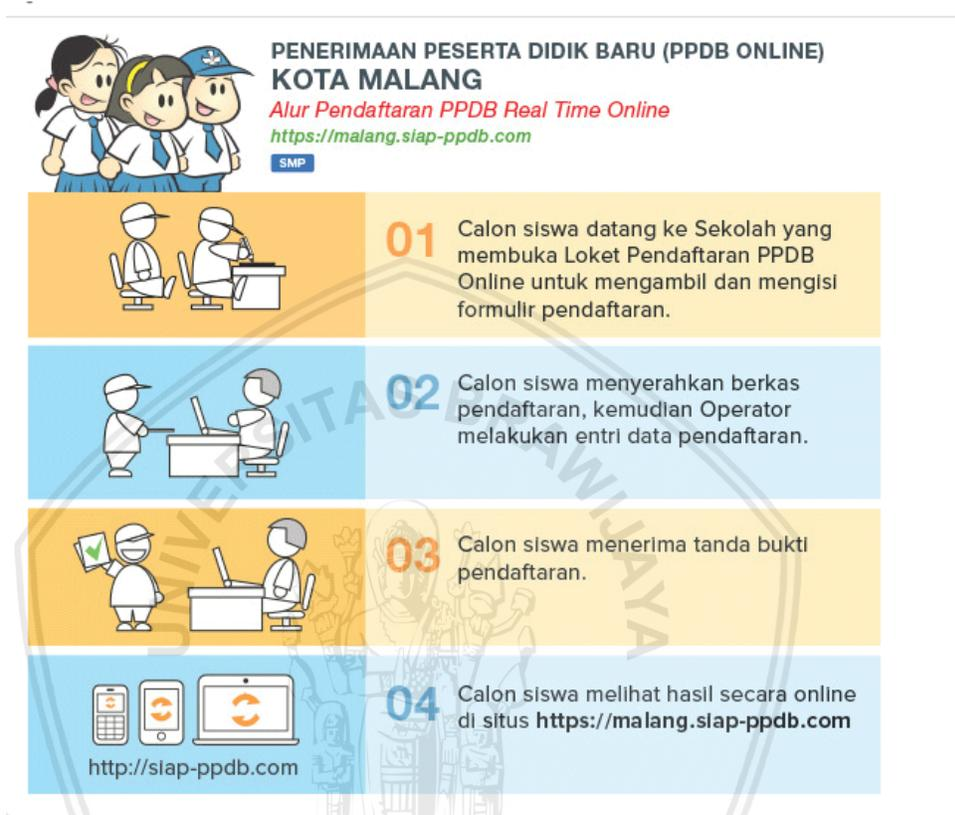 PENERIMAAN PESERTA DIDIK BARU (PPDB ONLINE)
KOTA MALANG
Alur Pendaftaran PPDB Real Time Online
https://malang.siap-ppdb.com
SMP
01
Calon siswa datang ke Sekolah yang
membuka Loket Pendaftaran PPDB
Online untuk mengambil dan mengisi
formulir pendaftaran.
02
Calon siswa menyerahkan berkas
pendaftaran, kemudian Operator
melakukan entri data pendaftaran.
03
Calon siswa menerima tanda bukti
pendaftaran.
04
Calon siswa melihat hasil secara online
di situs https://malang.siap-ppdb.com
http://siap-ppdb.com
UNIVERSITAS BRAWIJAYA